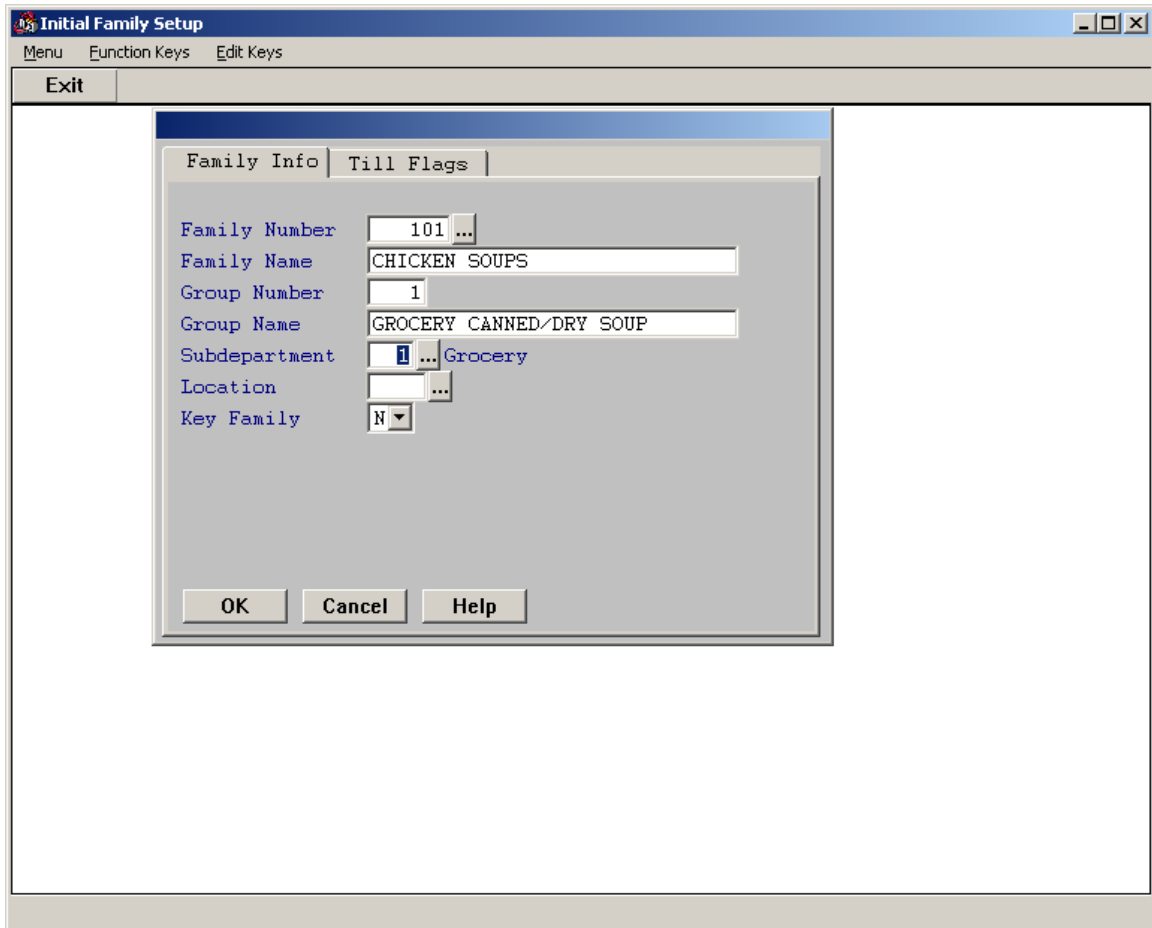 Initial Family Setup
Menu Function Keys Edit Keys
Exit
Family Info Till Flags
Family Number 101 ...
Family Name CHICKEN SOUPS
Group Number 1
Group Name GROCERY CANNED/DRY SOUP
Subdepartment 1 ... Grocery
Location ...
Key Family N
OK Cancel Help